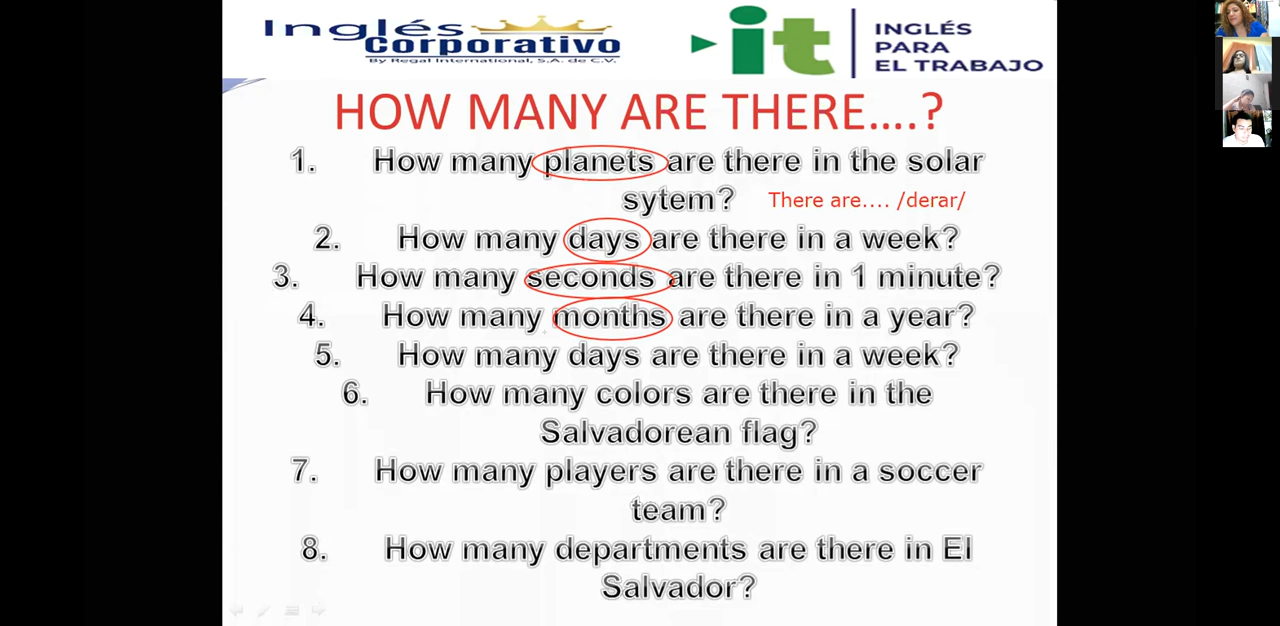 Inglés
Corporativo
By Regal International, S.A. de C.V.
it
INGLÉS
PARA
EL TRABAJO
HOW MANY ARE THERE....?
1. How many planets are there in the solar
sytem?
There are.... /derar/
2. How many days are there in a week?
3. How many seconds are there in 1 minute?
4. How many months are there in a year?
5. How many days are there in a week?
6. How many colors are there in the
Salvadorean flag?
7. How many players are there in a soccer
team?
8. How many departments are there in El
Salvador?